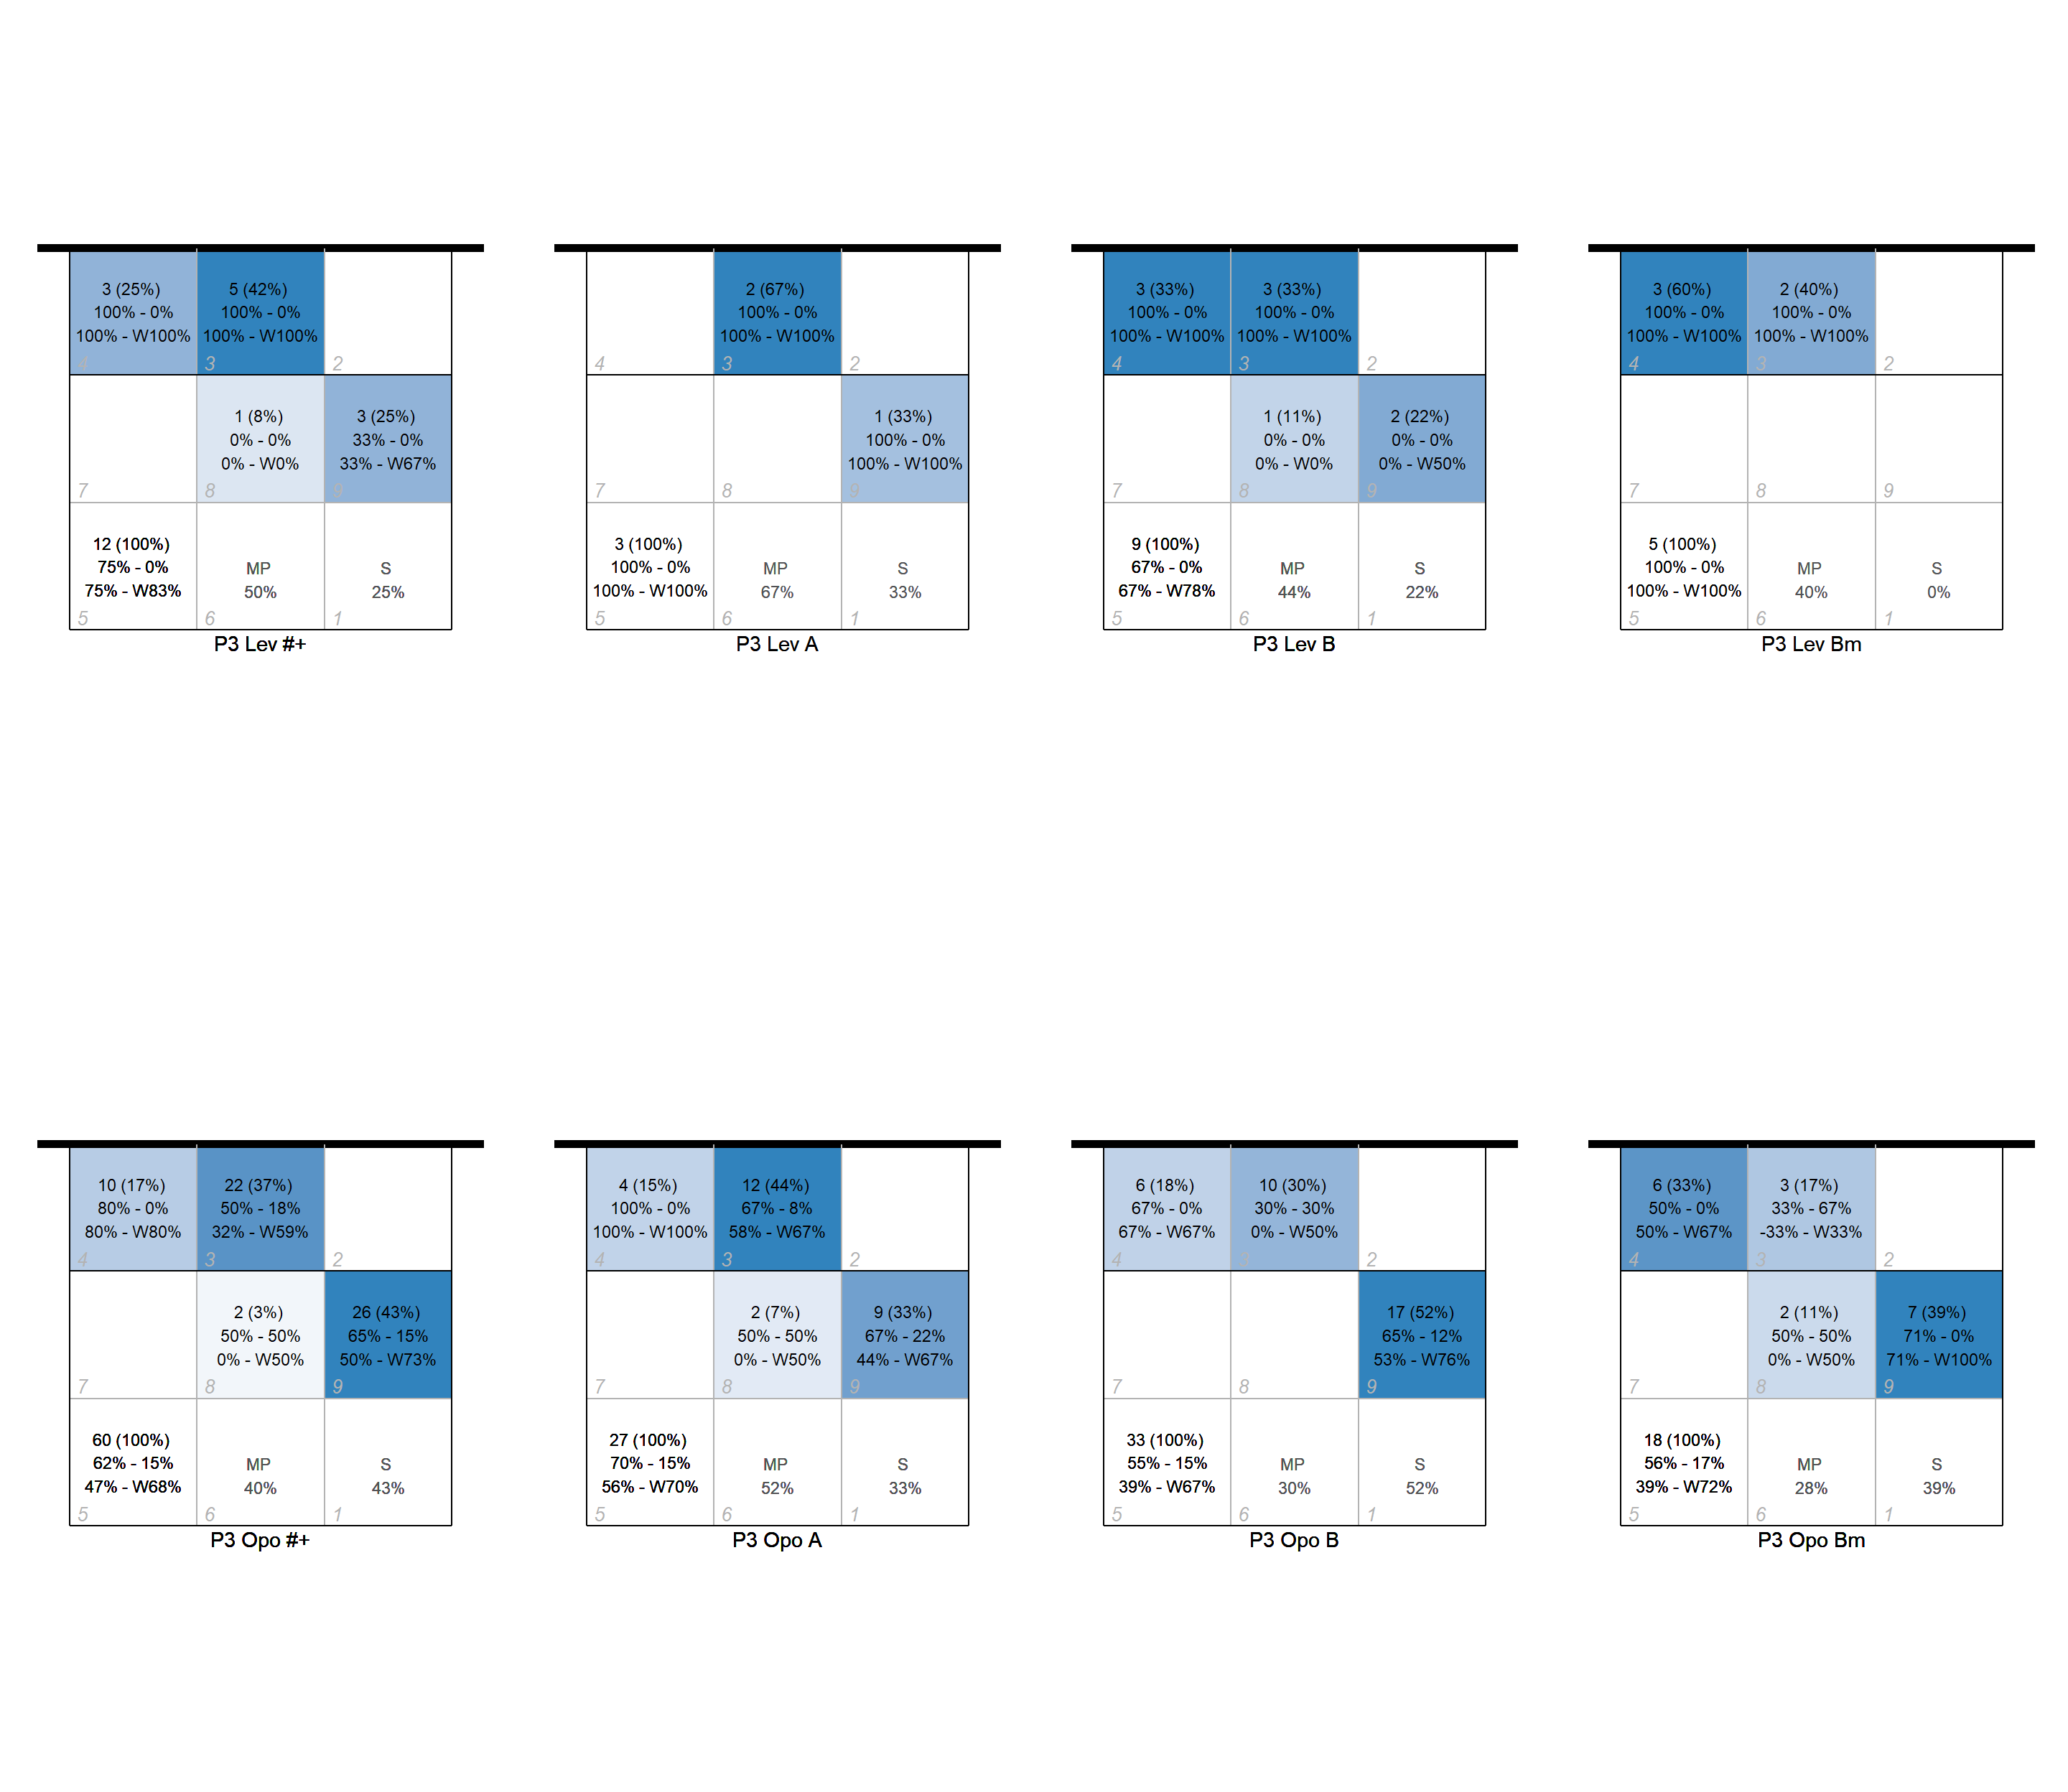 3 (25%)
100% - 0%
100% - W100%
4
5 (42%)
100% - 0%
100% - W100%
3
2
7
1 (8%)
0% - 0%
0% - W0%
8
3 (25%)
33% - 0%
33% - W67%
9
12 (100%)
75% - 0%
75% - W83%
5
MP
50%
6
S
25%
1
P3 Lev #+
4
2 (67%)
100% - 0%
100% - W100%
3
2
7
8
1 (33%)
100% - 0%
100% - W100%
9
3 (100%)
100% - 0%
100% - W100%
5
MP
67%
6
S
33%
1
P3 Lev A
3 (33%)
100% - 0%
100% - W100%
4
3 (33%)
100% - 0%
100% - W100%
3
2
7
1 (11%)
0% - 0%
0% - W0%
8
2 (22%)
0% - 0%
0% - W50%
9
9 (100%)
67% - 0%
67% - W78%
5
MP
44%
6
S
22%
1
P3 Lev B
3 (60%)
100% - 0%
100% - W100%
4
2 (40%)
100% - 0%
100% - W100%
3
2
7
8
9
5 (100%)
100% - 0%
100% - W100%
5
MP
40%
6
S
0%
1
P3 Lev Bm
10 (17%)
80% - 0%
80% - W80%
4
22 (37%)
50% - 18%
32% - W59%
3
2
7
2 (3%)
50% - 50%
0% - W50%
8
26 (43%)
65% - 15%
50% - W73%
9
60 (100%)
62% - 15%
47% - W68%
5
MP
40%
6
S
43%
1
P3 Opo #+
4 (15%)
100% - 0%
100% - W100%
4
12 (44%)
67% - 8%
58% - W67%
3
2
7
2 (7%)
50% - 50%
0% - W50%
8
9 (33%)
67% - 22%
44% - W67%
9
27 (100%)
70% - 15%
56% - W70%
5
MP
52%
6
S
33%
1
P3 Opo A
6 (18%)
67% - 0%
67% - W67%
4
10 (30%)
30% - 30%
0% - W50%
3
2
7
8
17 (52%)
65% - 12%
53% - W76%
9
33 (100%)
55% - 15%
39% - W67%
5
MP
30%
6
S
52%
1
P3 Opo B
6 (33%)
50% - 0%
50% - W67%
4
3 (17%)
33% - 67%
-33% - W33%
3
2
7
2 (11%)
50% - 50%
0% - W50%
8
7 (39%)
71% - 0%
71% - W100%
9
18 (100%)
56% - 17%
39% - W72%
5
MP
28%
6
S
39%
1
P3 Opo Bm